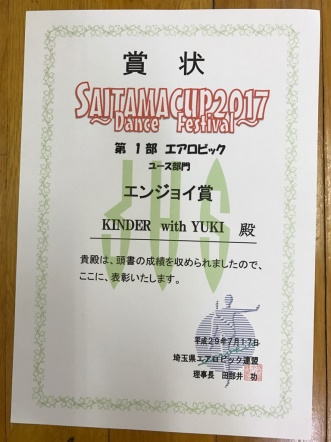 賞 状
SAITAMACUP2017
～Dance Festival～
第1部 エアロビック
ユース部門
エンジョイ賞
KINDER with YUKI 殿
貴殿は、頭書の成績を収められましたので、
ここに、表彰いたします。
平成29年7月17日
埼玉県エアロビック連盟
理事長 田部井 功